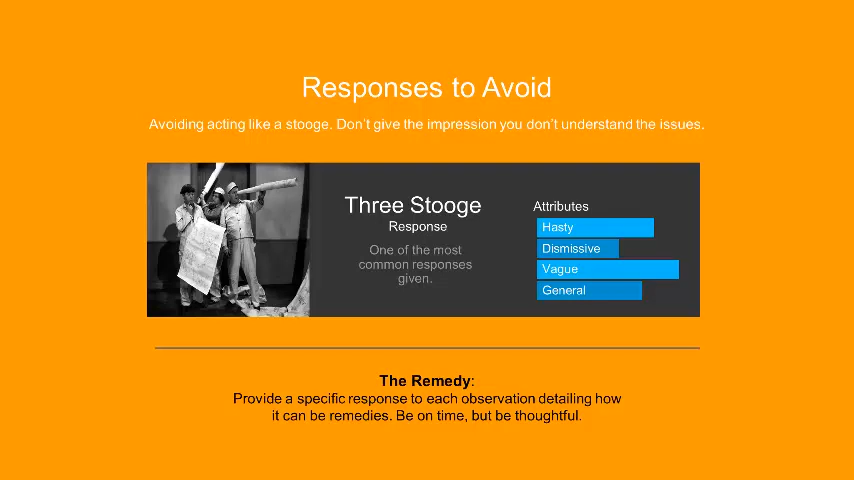 Responses to Avoid
Avoiding acting like a stooge. Don't give the impression you don't understand the issues.
Three Stooge
Response
One of the most
common responses
given.
Attributes
Hasty
Dismissive
Vague
General
The Remedy:
Provide a specific response to each observation detailing how
it can be remedies. Be on time, but be thoughtful.